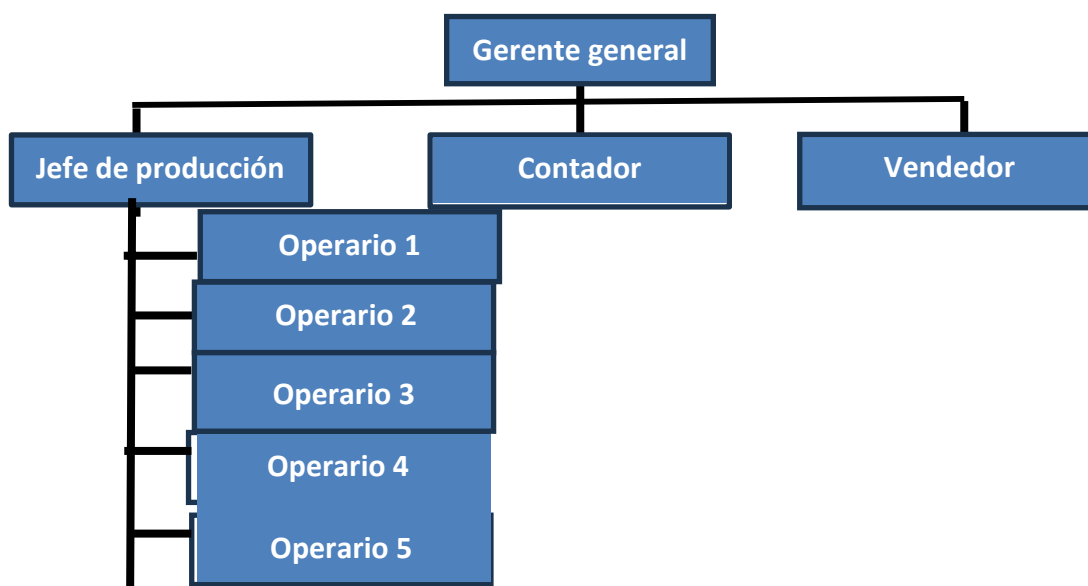 Gerente general
Jefe de producción
Contador
Vendedor
Operario 1
Operario 2
Operario 3
Operario 4
Operario 5